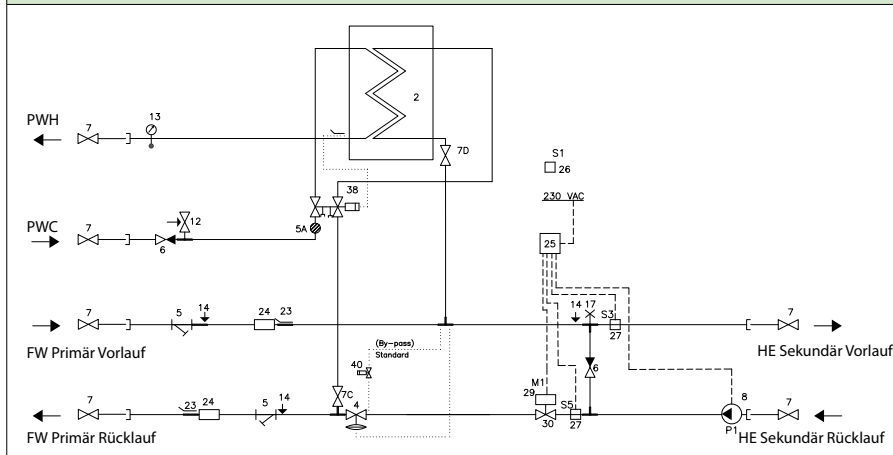 2
13
PWH
7
7D
S1
26
38
230 VAC
12
PWC
7
5A
6
25
5
14
24
23
14
17
S3
7
7
27
FW Primär Vorlauf
HE Sekundär Vorlauf
(By-pass)
Standard
40
6
7C
M1
29
S5
8
7
23
24
5
14
4
30
27
P1
7
FW Primär Rücklauf
HE Sekundär Rücklauf